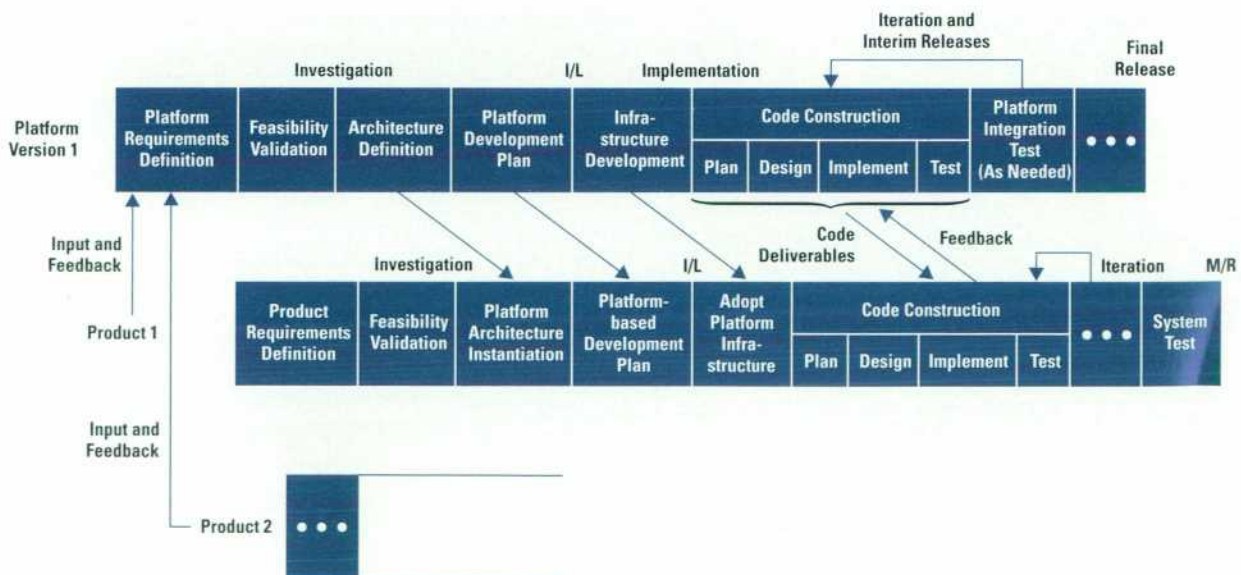 Iteration and
Interim Releases
Final
Release
Investigation
I/L
Implementation
Platform
Version 1
Platform
Requirements
Definition
Feasibility
Validation
Architecture
Definition
Platform
Development
Plan
Infra-
structure
Development
Code Construction
Plan
Design
Implement
Test
Platform
Integration
Test
(As Needed)
Input and
Feedback
Code
Deliverables
Feedback
Investigation
I/L
Iteration
M/R
Product 1
Product
Requirements
Definition
Feasibility
Validation
Platform
Architecture
Instantiation
Platform-
based
Development
Plan
Adopt
Platform
Infra-
structure
Code Construction
Plan
Design
Implement
Test
System
Test
Input and
Feedback
Product 2